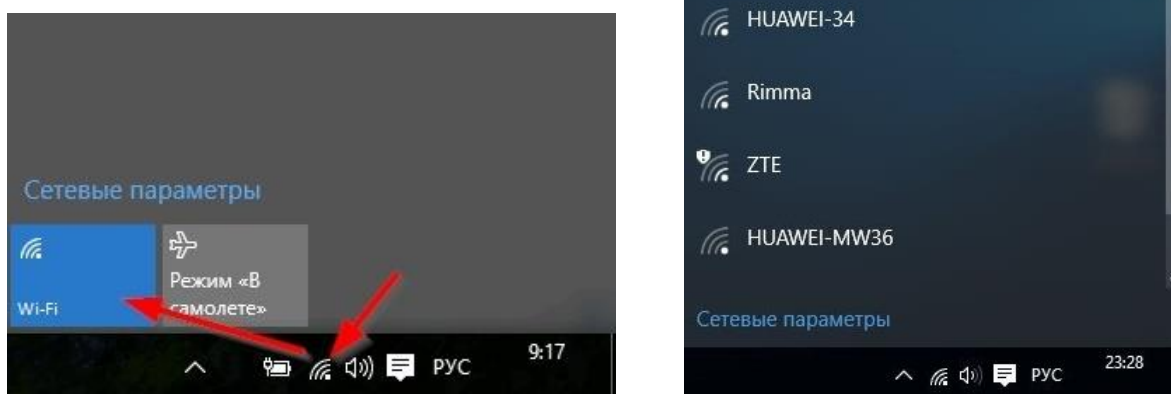 Сетевые параметры
Wi-Fi
Режим «В
самолете»
РУС
9:17
HUAWEI-34
Rimma
ZTE
HUAWEI-MW36
Сетевые параметры
РУС
23:28